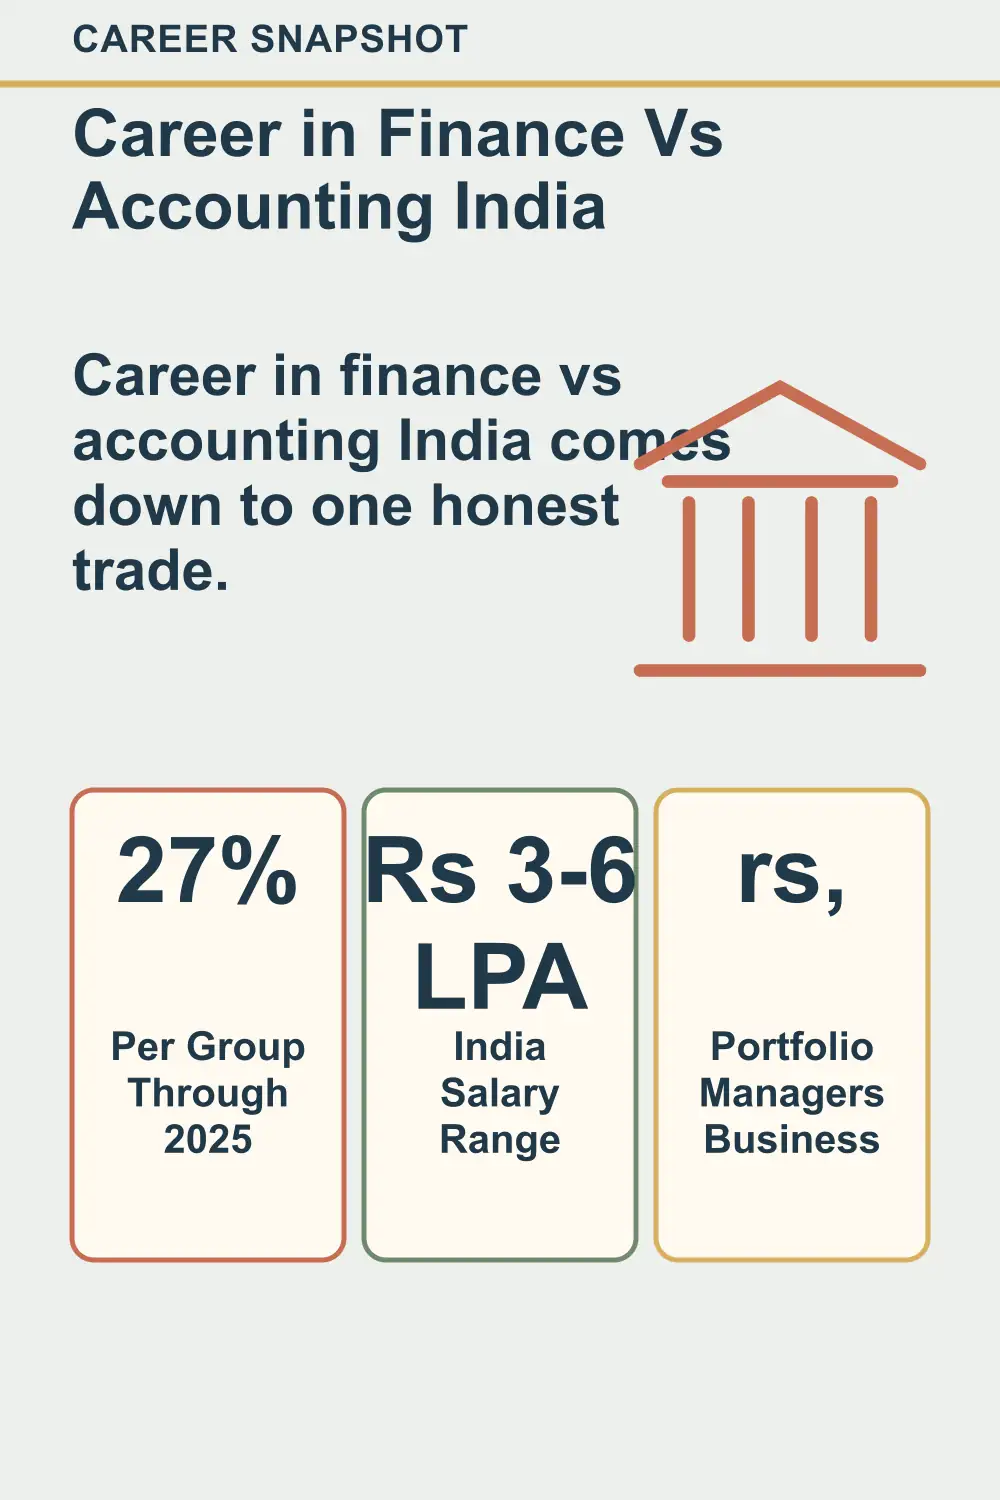 CAREER SNAPSHOT
Career in Finance Vs
Accounting India
Career in finance vs
accounting India comes
down to one honest
trade.
27%
Per Group
Through
2025
Rs 3-6
LPA
India
Salary
Range
rs,
Portfolio
Managers
Business